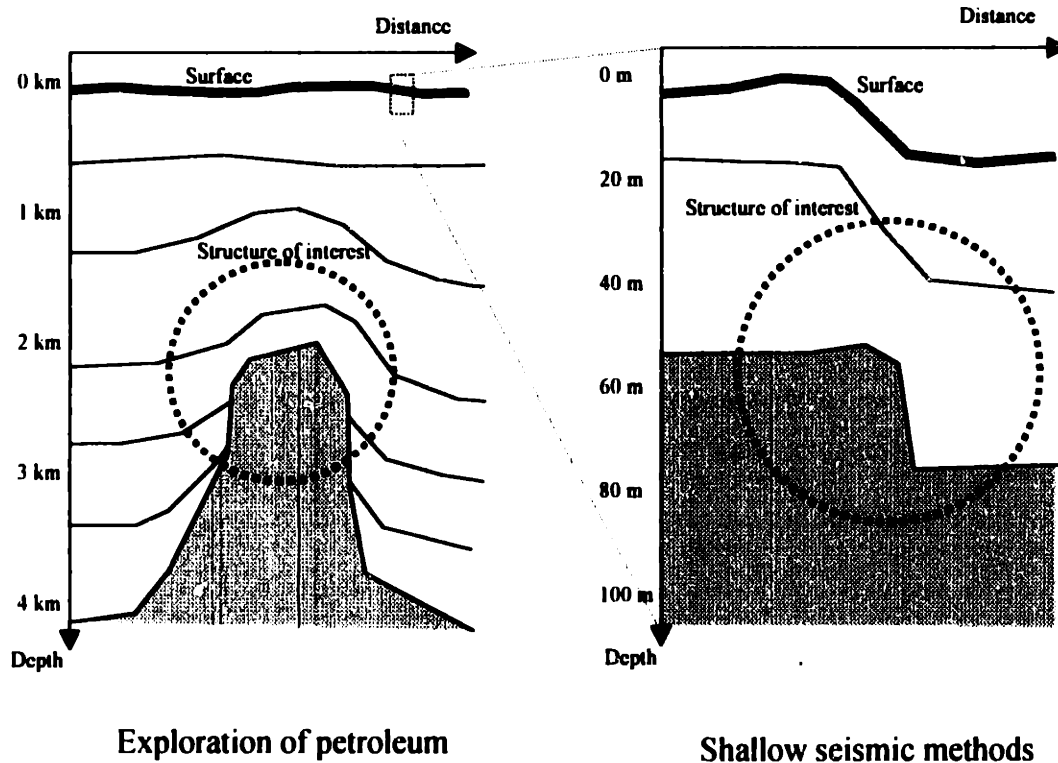 Distance
0 km
Surface
1 km
Structure of interest
2 km
3 km
4 km
Depth
Exploration of petroleum
Distance
0 m
Surface
20 m
Structure of interest
40 m
60 m
80 m
100 m
Depth
Shallow seismic methods